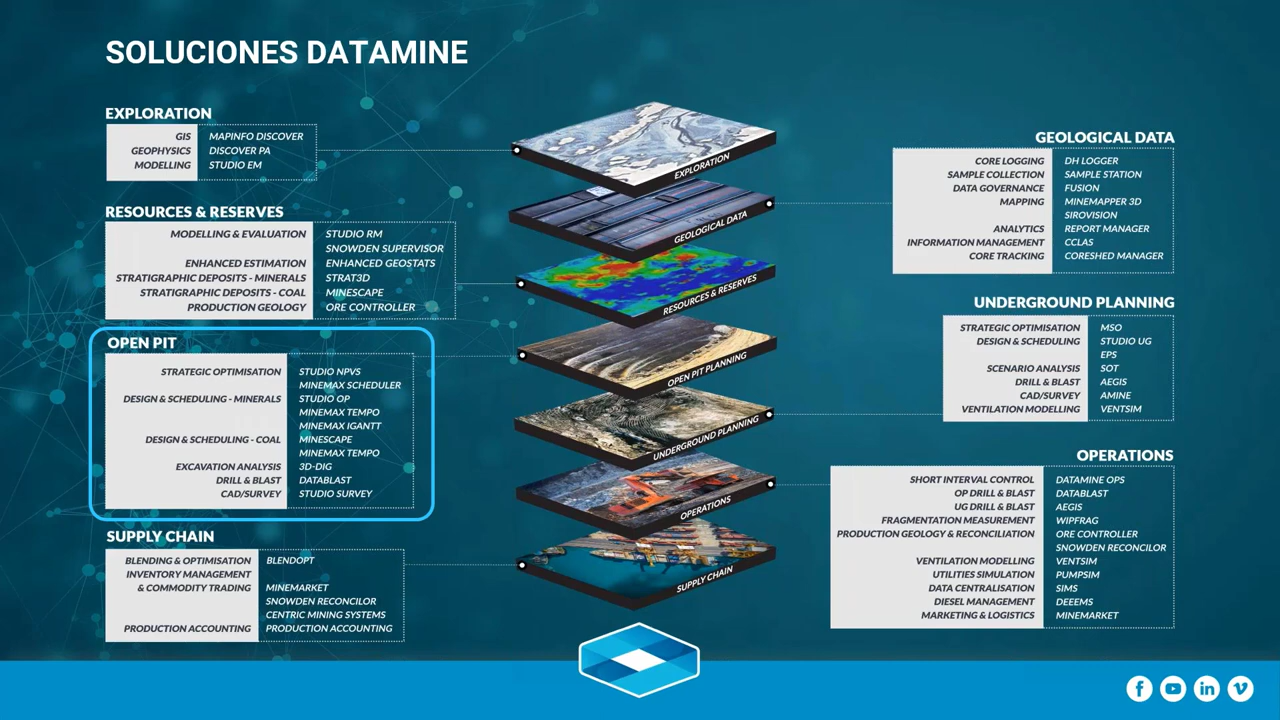 SOLUCIONES DATAMINE
EXPLORATION
GIS MAPINFO DISCOVER
GEOPHYSICS DISCOVER PA
MODELLING STUDIO EM
RESOURCES & RESERVES
MODELLING & EVALUATION STUDIO RM
SNOWDEN SUPERVISOR
ENHANCED ESTIMATION ENHANCED GEOSTATS
STRATIGRAPHIC DEPOSITS - MINERALS STRAT3D
STRATIGRAPHIC DEPOSITS - COAL MINESCAPE
PRODUCTION GEOLOGY ORE CONTROLLER
OPEN PIT
STRATEGIC OPTIMISATION STUDIO NPVS
MINEMAX SCHEDULER
DESIGN & SCHEDULING - MINERALS STUDIO OP
MINEMAX TEMPO
MINEMAX IGANTT
DESIGN & SCHEDULING - COAL MINESCAPE
MINEMAX TEMPO
EXCAVATION ANALYSIS 3D-DIG
DRILL & BLAST DATABLAST
CAD/SURVEY STUDIO SURVEY
SUPPLY CHAIN
BLENDING & OPTIMISATION BLENDOPT
INVENTORY MANAGEMENT
& COMMODITY TRADING MINEMARKET
SNOWDEN RECONCILOR
CENTRIC MINING SYSTEMS
PRODUCTION ACCOUNTING PRODUCTION ACCOUNTING
EXPLORATION
GEOLOGICAL DATA
RESOURCES & RESERVES
OPEN PIT PLANNING
UNDERGROUND PLANNING
OPERATIONS
SUPPLY CHAIN
GEOLOGICAL DATA
CORE LOGGING DH LOGGER
SAMPLE COLLECTION SAMPLE STATION
DATA GOVERNANCE FUSION
MAPPING MINEMAPPER 3D
SIROVISION
ANALYTICS REPORT MANAGER
INFORMATION MANAGEMENT CCLAS
CORE TRACKING CORESHED MANAGER
UNDERGROUND PLANNING
STRATEGIC OPTIMISATION MSO
DESIGN & SCHEDULING STUDIO UG
EPS
SCENARIO ANALYSIS SOT
DRILL & BLAST AEGIS
CAD/SURVEY AMINE
VENTILATION MODELLING VENTSIM
OPERATIONS
SHORT INTERVAL CONTROL DATAMINE OPS
OP DRILL & BLAST DATABLAST
UG DRILL & BLAST AEGIS
FRAGMENTATION MEASUREMENT WIPFRAG
PRODUCTION GEOLOGY & RECONCILIATION ORE CONTROLLER
SNOWDEN RECONCILOR
VENTILATION MODELLING VENTSIM
UTILITIES SIMULATION PUMPSIM
DATA CENTRALISATION SIMS
DIESEL MANAGEMENT DEEEMS
MARKETING & LOGISTICS MINEMARKET